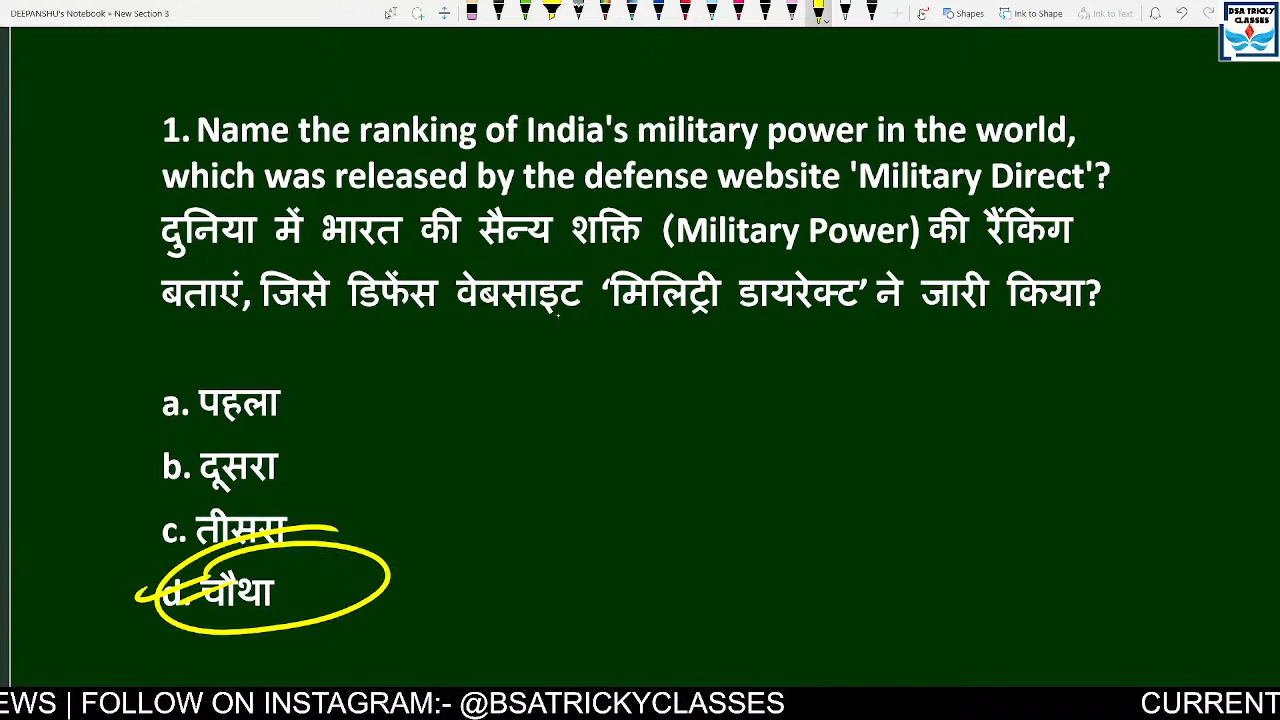 DEEPANSHU's Notebook » New Section 3
Shapes
Ink to Shape
Ink to Text
BSA TRICKY
CLASSES
1. Name the ranking of India's military power in the world,
which was released by the defense website 'Military Direct'?
दुनिया में भारत की सैन्य शक्ति (Military Power) की रैंकिंग
बताएं, जिसे डिफेंस वेबसाइट ‘मिलिट्री डायरेक्ट’ ने जारी किया?
a. पहला
b. दूसरा
c. तीसरा
d. चौथा
EWS | FOLLOW ON INSTAGRAM:- @BSATRICKYCLASSES CURRENT